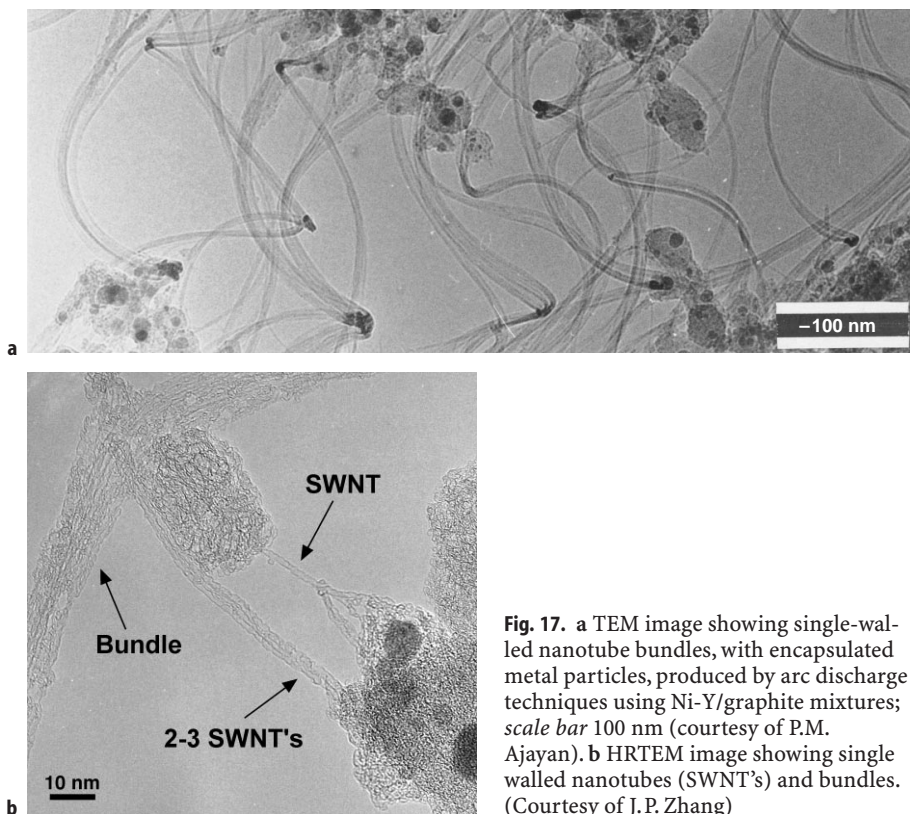 –100 nm
a
SWNT
Bundle
2-3 SWNT's
10 nm
b
Fig. 17. a TEM image showing single-wal-
led nanotube bundles, with encapsulated
metal particles, produced by arc discharge
techniques using Ni-Y/graphite mixtures;
scale bar 100 nm (courtesy of P.M.
Ajayan). b HRTEM image showing single
walled nanotubes (SWNT's) and bundles.
(Courtesy of J. P. Zhang)